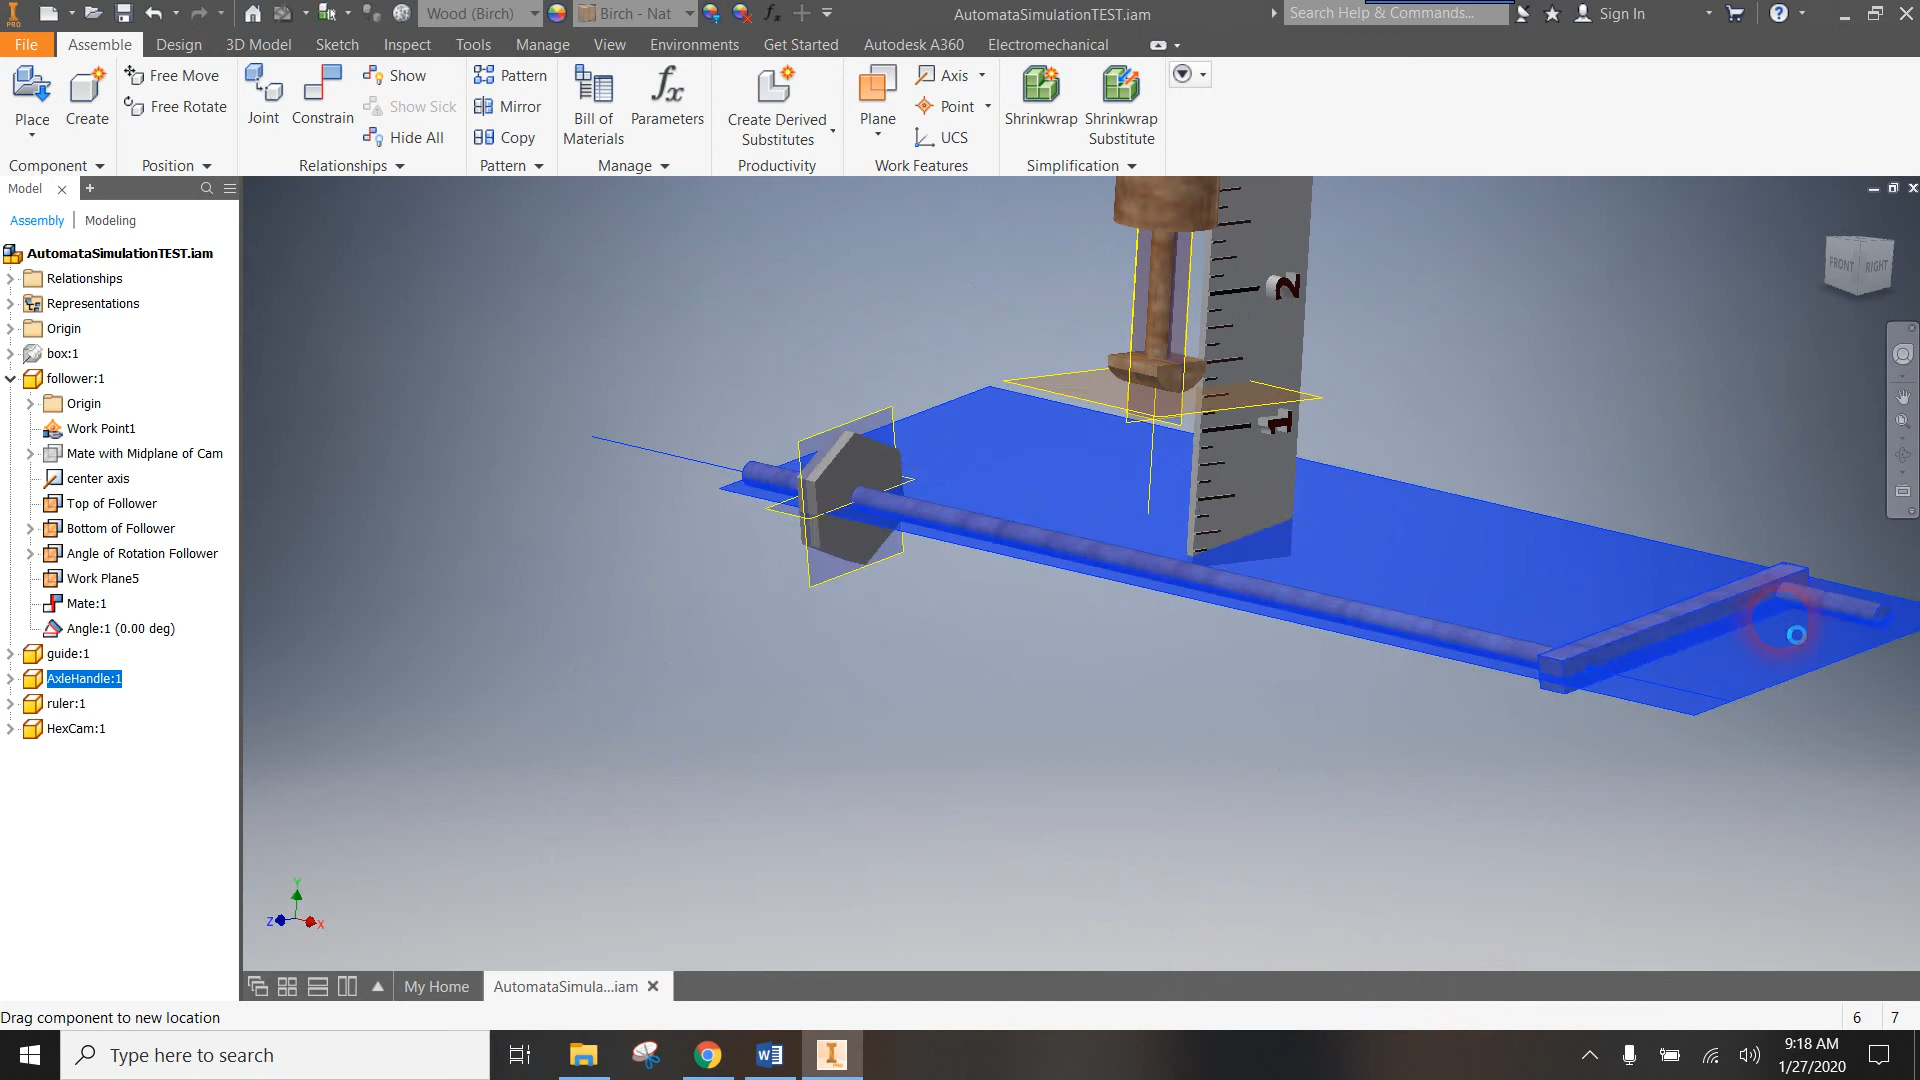 Wood (Birch)
Birch - Nat
AutomataSimulationTEST.iam
Search Help & Commands...
Sign In
PRO
File
Assemble
Design
3D Model
Sketch
Inspect
Tools
Manage
View
Environments
Get Started
Autodesk A360
Electromechanical
Place
Create
Free Move
Free Rotate
Joint
Constrain
Show
Show Sick
Hide All
Pattern
Mirror
Copy
Bill of
Materials
Parameters
Create Derived
Substitutes
Plane
Axis
Point
UCS
Shrinkwrap
Shrinkwrap
Substitute
Component
Position
Relationships
Pattern
Manage
Productivity
Work Features
Simplification
Model
Assembly
Modeling
AutomataSimulationTEST.iam
Relationships
Representations
Origin
box:1
follower:1
Origin
Work Point1
Mate with Midplane of Cam
center axis
Top of Follower
Bottom of Follower
Angle of Rotation Follower
Work Plane5
Mate:1
Angle:1 (0.00 deg)
guide:1
AxleHandle:1
ruler:1
HexCam:1
2
1
FRONT
RIGHT
Y
Z
X
My Home
AutomataSimula...iam
Drag component to new location
6
7
Type here to search
9:18 AM
1/27/2020